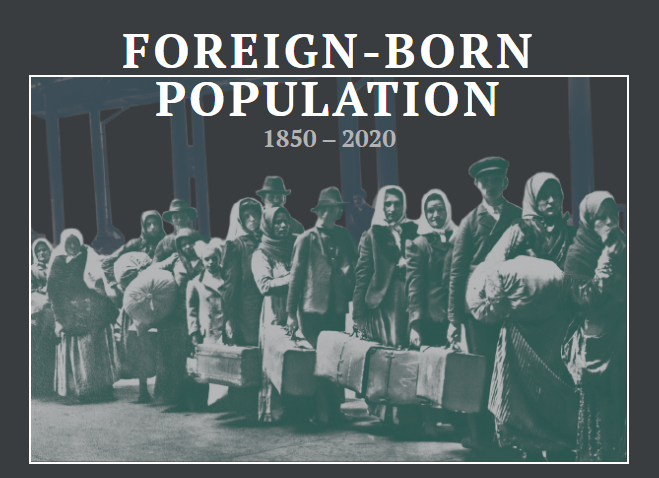 FOREIGN-BORN
POPULATION
1850 – 2020